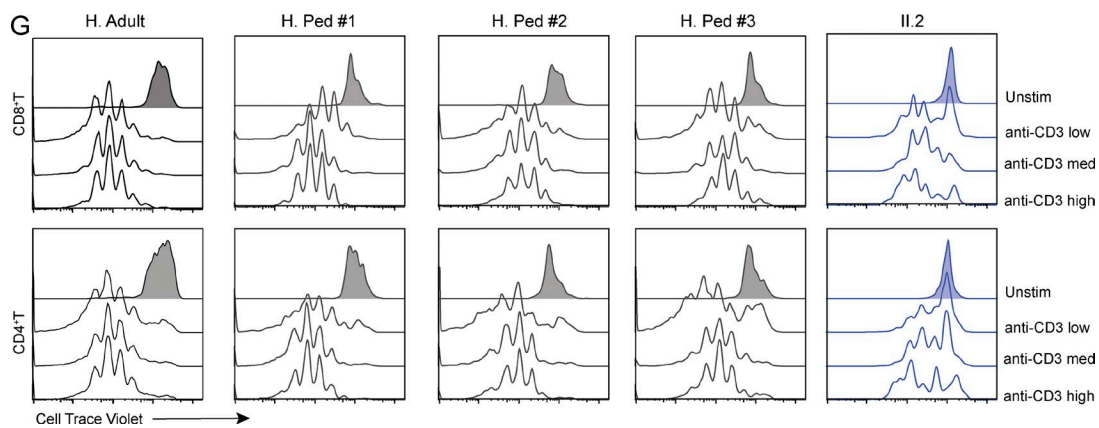 G
H. Adult H. Ped #1 H. Ped #2 H. Ped #3 II.2
CD8⁺T
Unstim
anti-CD3 low
anti-CD3 med
anti-CD3 high
CD4⁺T
Unstim
anti-CD3 low
anti-CD3 med
anti-CD3 high
Cell Trace Violet